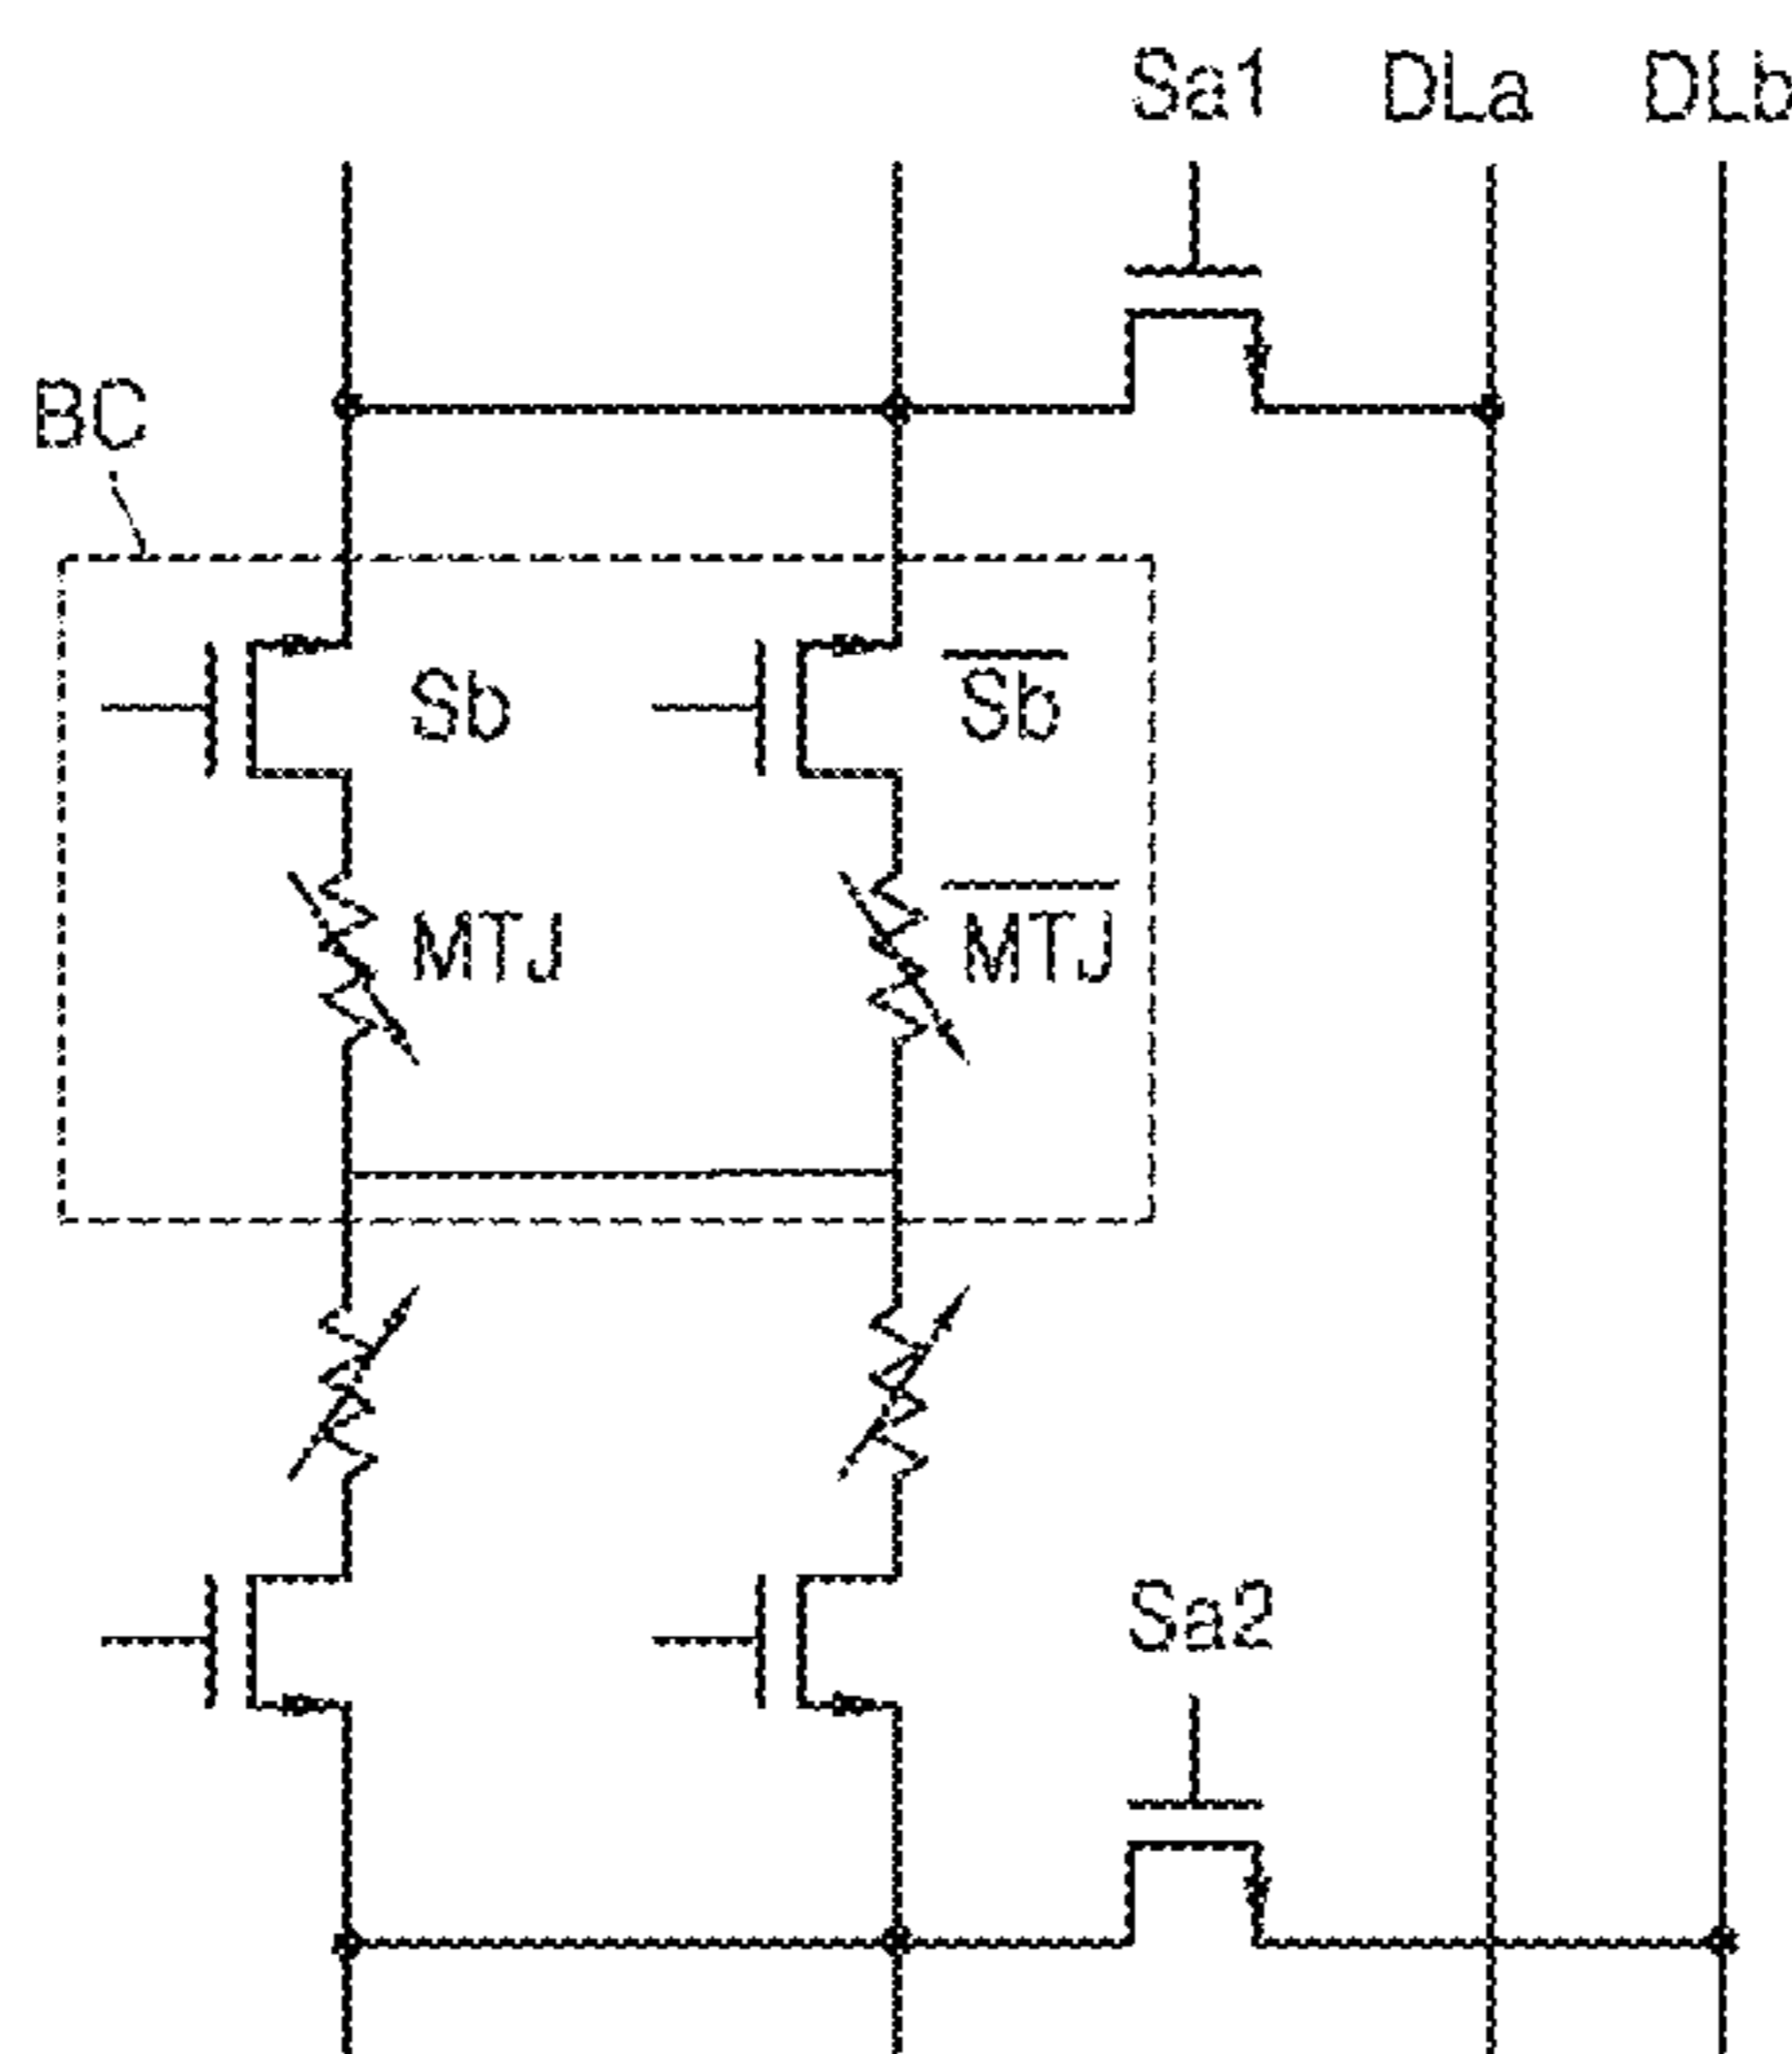 Sa1 DLa DLb
BC
Sb S̅b̅
MTJ M̅T̅J̅
Sa2